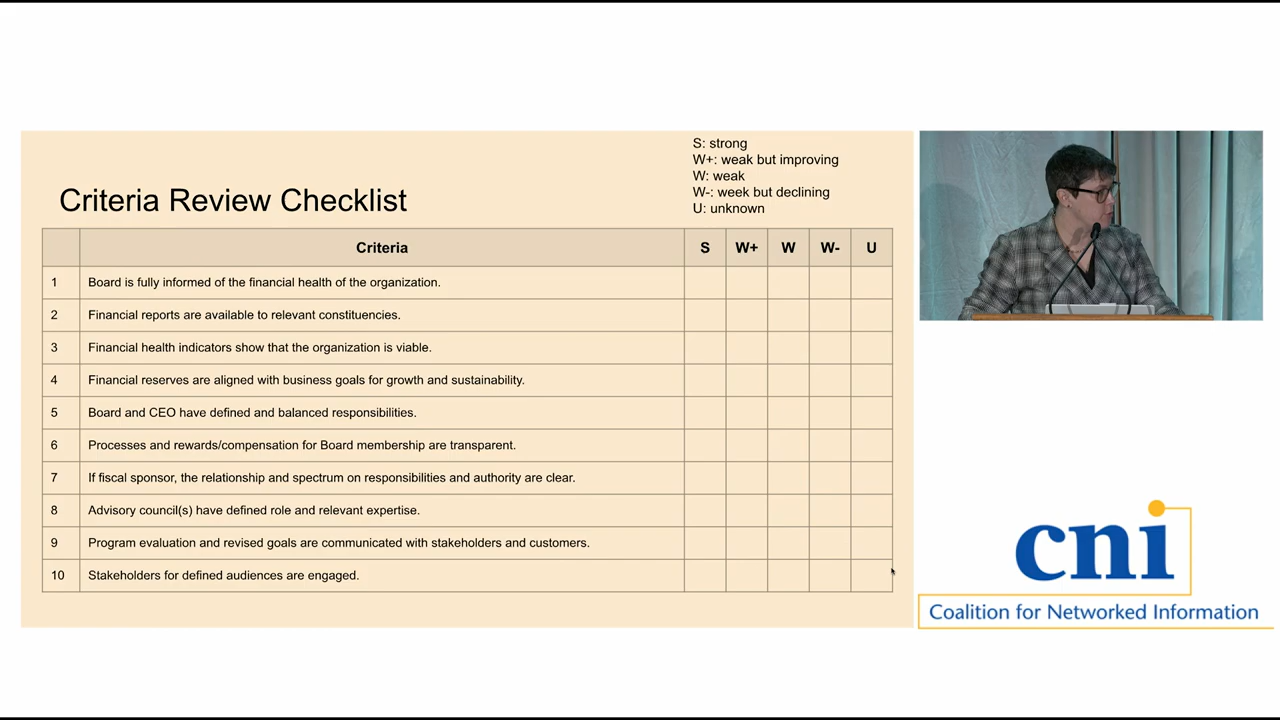 S: strong
W+: weak but improving
W: weak
W-: week but declining
U: unknown
Criteria Review Checklist
Criteria S W+ W W- U
1 Board is fully informed of the financial health of the organization.
2 Financial reports are available to relevant constituencies.
3 Financial health indicators show that the organization is viable.
4 Financial reserves are aligned with business goals for growth and sustainability.
5 Board and CEO have defined and balanced responsibilities.
6 Processes and rewards/compensation for Board membership are transparent.
7 If fiscal sponsor, the relationship and spectrum on responsibilities and authority are clear.
8 Advisory council(s) have defined role and relevant expertise.
9 Program evaluation and revised goals are communicated with stakeholders and customers.
10 Stakeholders for defined audiences are engaged.
cni
Coalition for Networked Information